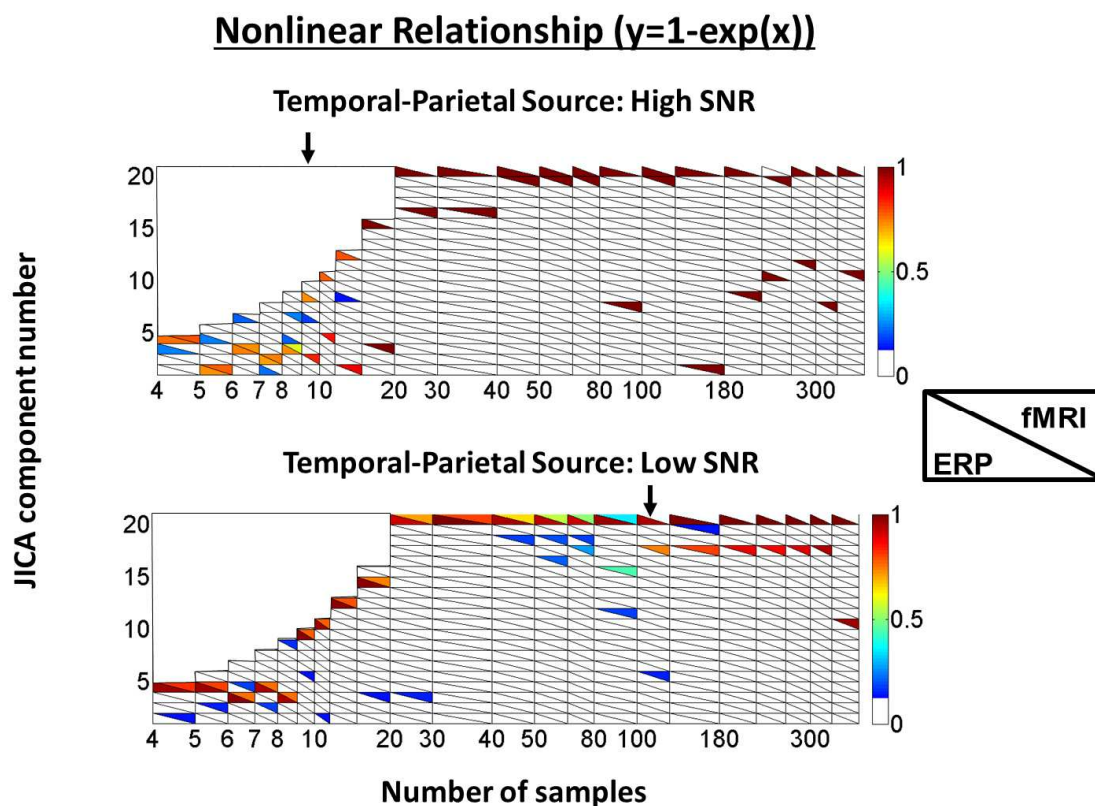 Nonlinear Relationship (y=1-exp(x))
Temporal-Parietal Source: High SNR
20
15
10
5
4 5 6 7 8 10 20 30 40 50 80 100 180 300
1
0.5
0
fMRI
ERP
Temporal-Parietal Source: Low SNR
20
15
10
5
4 5 6 7 8 10 20 30 40 50 80 100 180 300
1
0.5
0
JICA component number
Number of samples